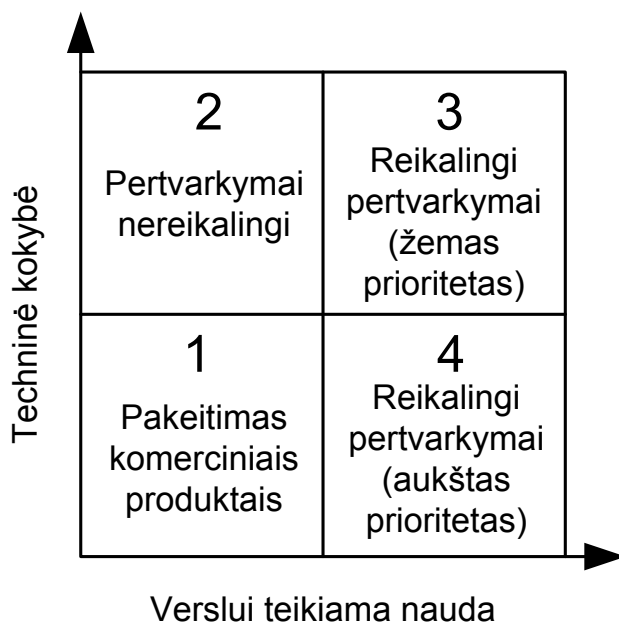 Techninė kokybė
2
Pertvarkymai
nereikalingi
3
Reikalingi
pertvarkymai
(žemas
prioritetas)
1
Pakeitimas
komerciniais
produktais
4
Reikalingi
pertvarkymai
(aukštas
prioritetas)
Verslui teikiama nauda